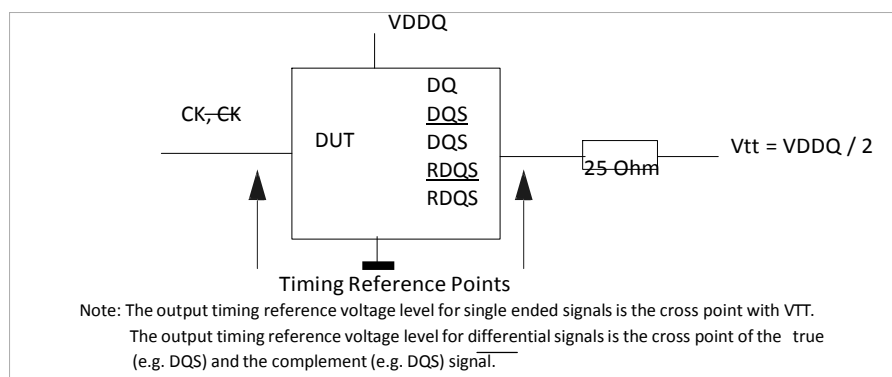 VDDQ
CK, CK
DUT
DQ
DQS
DQS
RDQS
RDQS
25 Ohm
Vtt = VDDQ / 2
Timing Reference Points
Note: The output timing reference voltage level for single ended signals is the cross point with VTT.
The output timing reference voltage level for differential signals is the cross point of the true
(e.g. DQS) and the complement (e.g. DQS) signal.